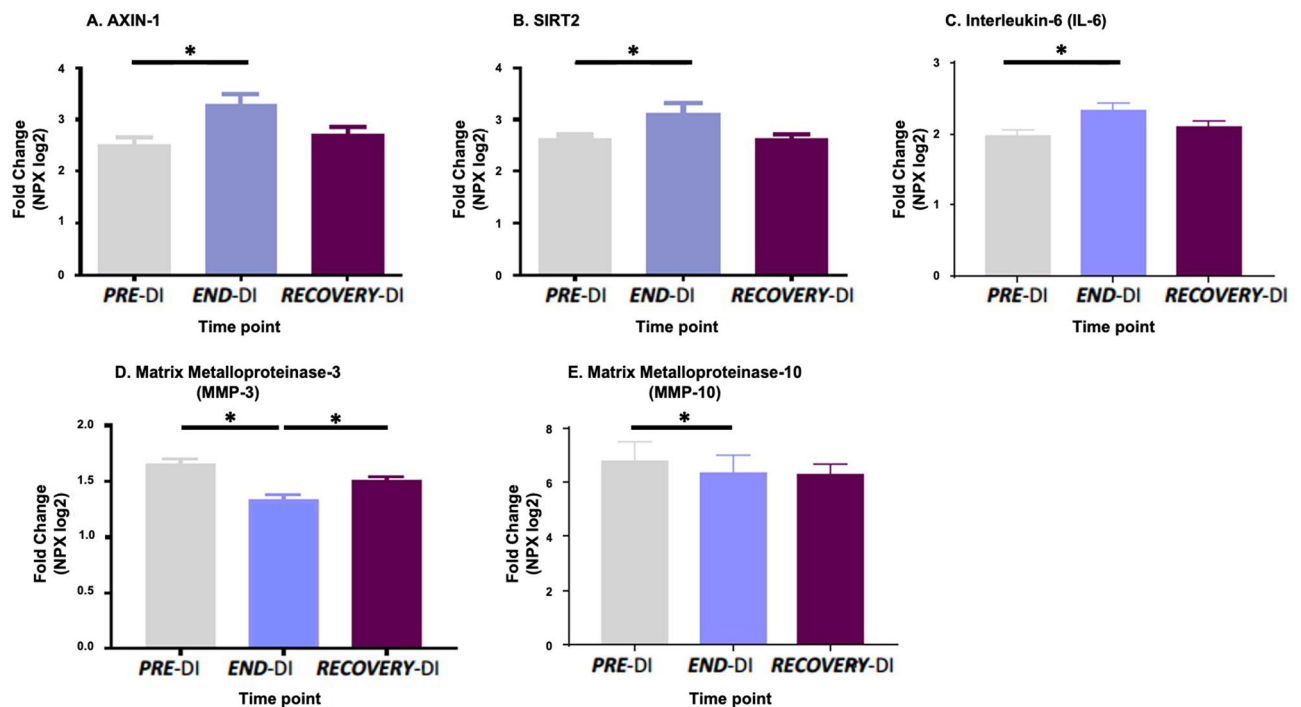 A. AXIN-1
*
Fold Change
(NPX log2)
4
3
2
1
0
PRE-DI END-DI RECOVERY-DI
Time point
B. SIRT2
*
Fold Change
(NPX log2)
4
3
2
1
0
PRE-DI END-DI RECOVERY-DI
Time point
C. Interleukin-6 (IL-6)
*
Fold Change
(NPX log2)
3
2
1
0
PRE-DI END-DI RECOVERY-DI
Time point
D. Matrix Metalloproteinase-3
(MMP-3)
* *
Fold Change
(NPX log2)
2.0
1.5
1.0
0.5
0.0
PRE-DI END-DI RECOVERY-DI
Time point
E. Matrix Metalloproteinase-10
(MMP-10)
*
Fold Change
(NPX log2)
8
6
4
2
0
PRE-DI END-DI RECOVERY-DI
Time point